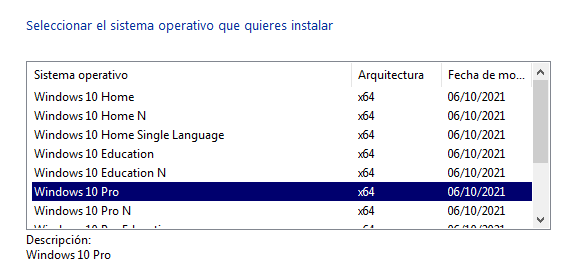 Seleccionar el sistema operativo que quieres instalar
Sistema operativo Arquitectura Fecha de mo...
Windows 10 Home x64 06/10/2021
Windows 10 Home N x64 06/10/2021
Windows 10 Home Single Language x64 06/10/2021
Windows 10 Education x64 06/10/2021
Windows 10 Education N x64 06/10/2021
Windows 10 Pro x64 06/10/2021
Windows 10 Pro N x64 06/10/2021
Descripción:
Windows 10 Pro